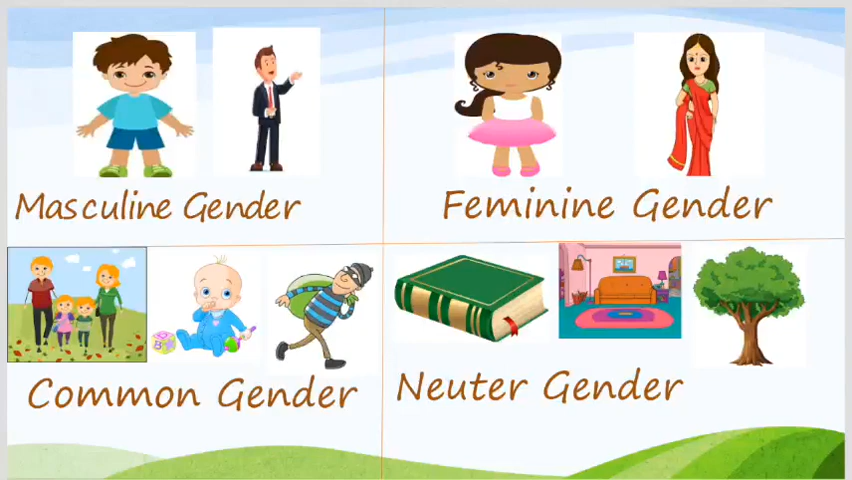 Masculine Gender
Feminine Gender
Common Gender
Neuter Gender